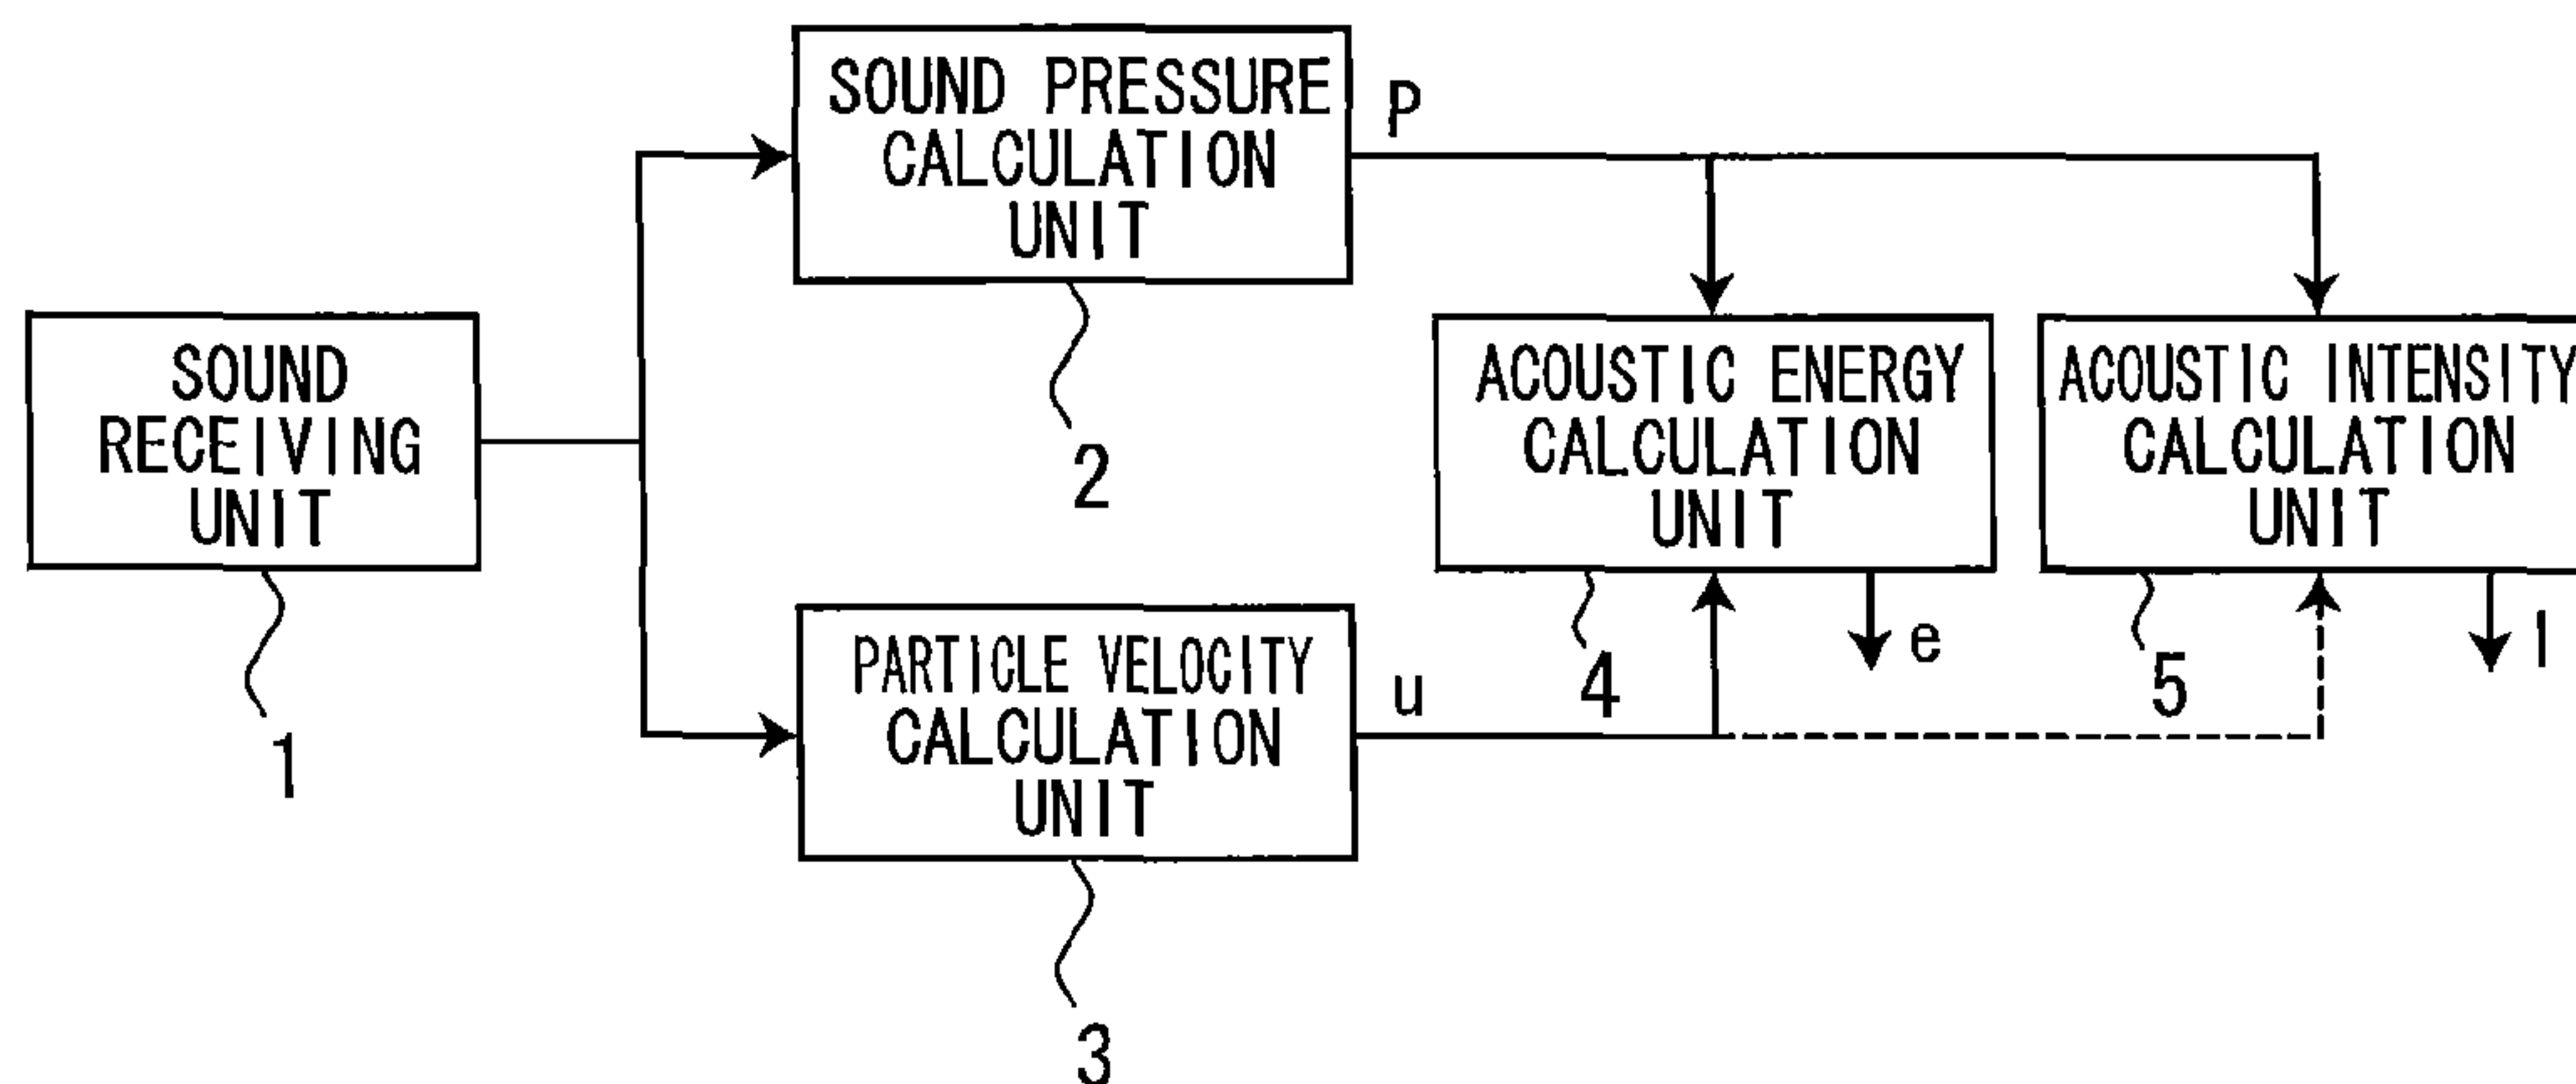 SOUND PRESSURE
CALCULATION
UNIT
P
2
SOUND
RECEIVING
UNIT
1
ACOUSTIC ENERGY
CALCULATION
UNIT
4
e
ACOUSTIC INTENSITY
CALCULATION
UNIT
5
I
PARTICLE VELOCITY
CALCULATION
UNIT
u
3